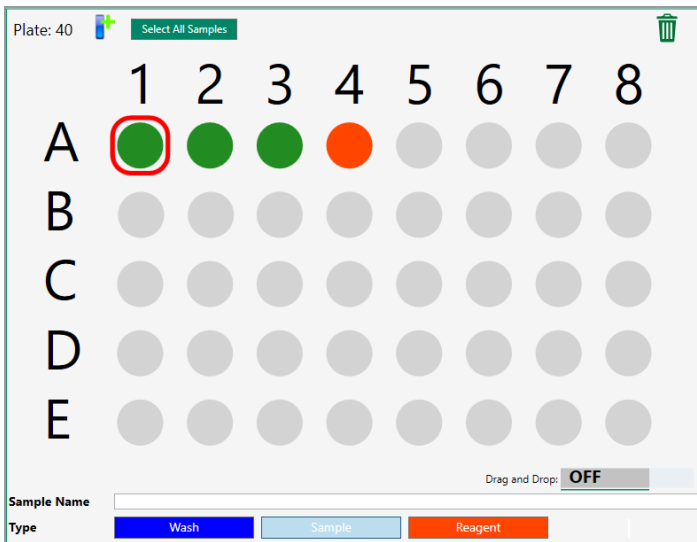 Plate: 40 Select All Samples
1 2 3 4 5 6 7 8
A
B
C
D
E
Drag and Drop: OFF
Sample Name
Type Wash Sample Reagent